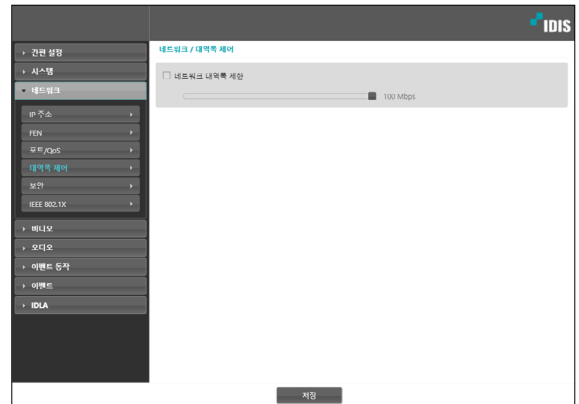 IDIS
간편 설정
시스템
네트워크
IP 주소
FEN
포트/QoS
대역폭 제어
보안
IEEE 802.1X
비디오
오디오
이벤트 동작
이벤트
IDLA
네트워크 / 대역폭 제어
네트워크 대역폭 제한
100 Mbps
저장